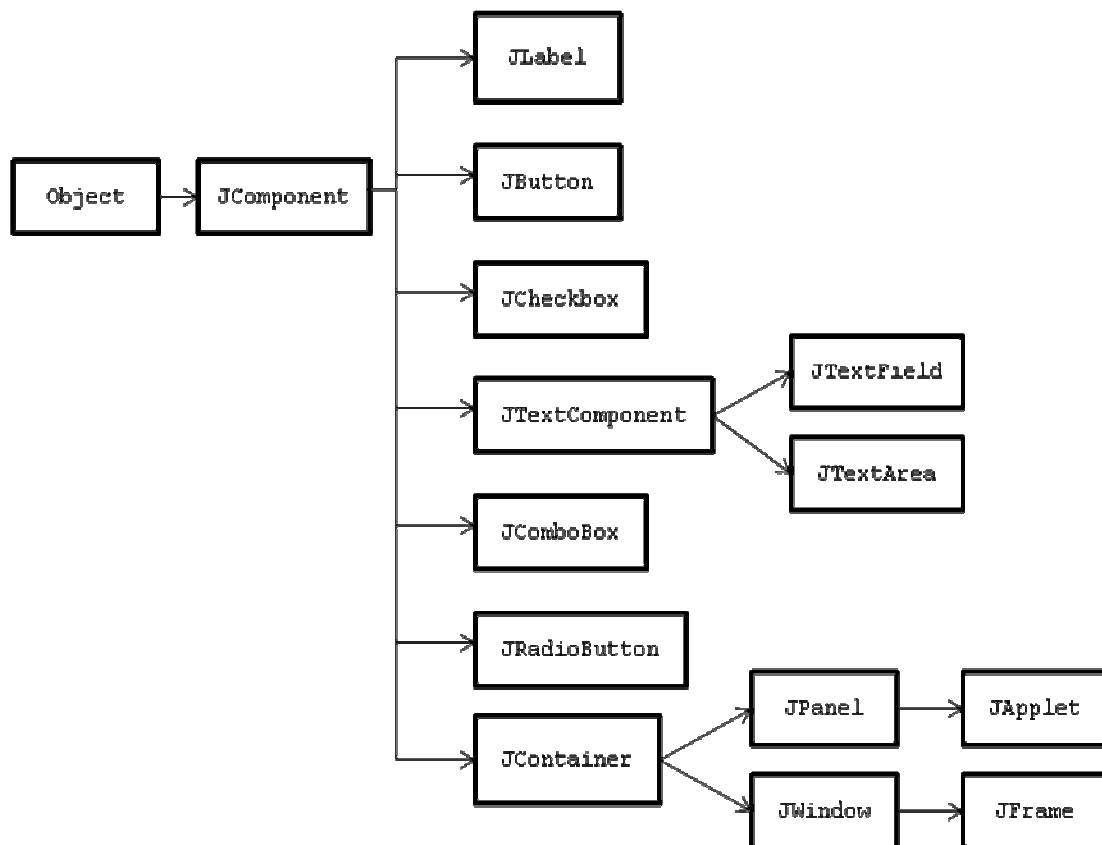 JLabel
JButton
Object
JComponent
JCheckbox
JTextField
JTextComponent
JTextArea
JComboBox
JRadioButton
JPanel
JApplet
JContainer
JWindow
JFrame